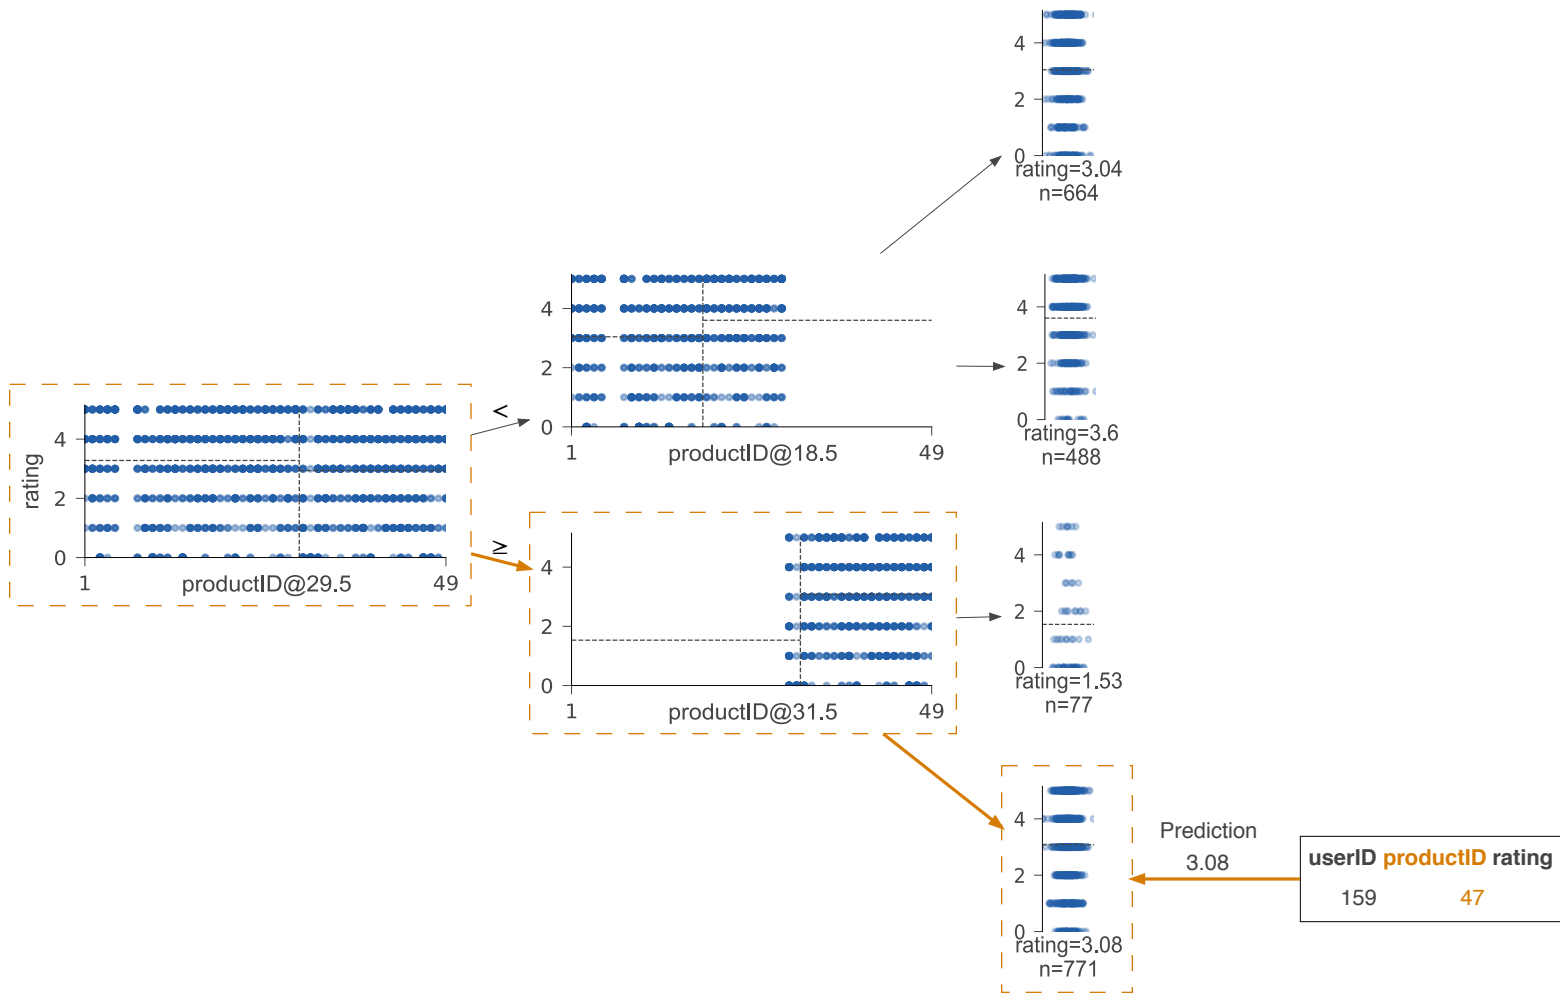 4
2
0
rating=3.04
n=664
4
2
0
1
productID@18.5
49
4
2
0
rating=3.6
n=488
rating
4
2
0
1
productID@29.5
49
<
≥
4
2
0
1
productID@31.5
49
4
2
0
rating=1.53
n=77
4
2
0
rating=3.08
n=771
Prediction
3.08
userID productID rating
159 47